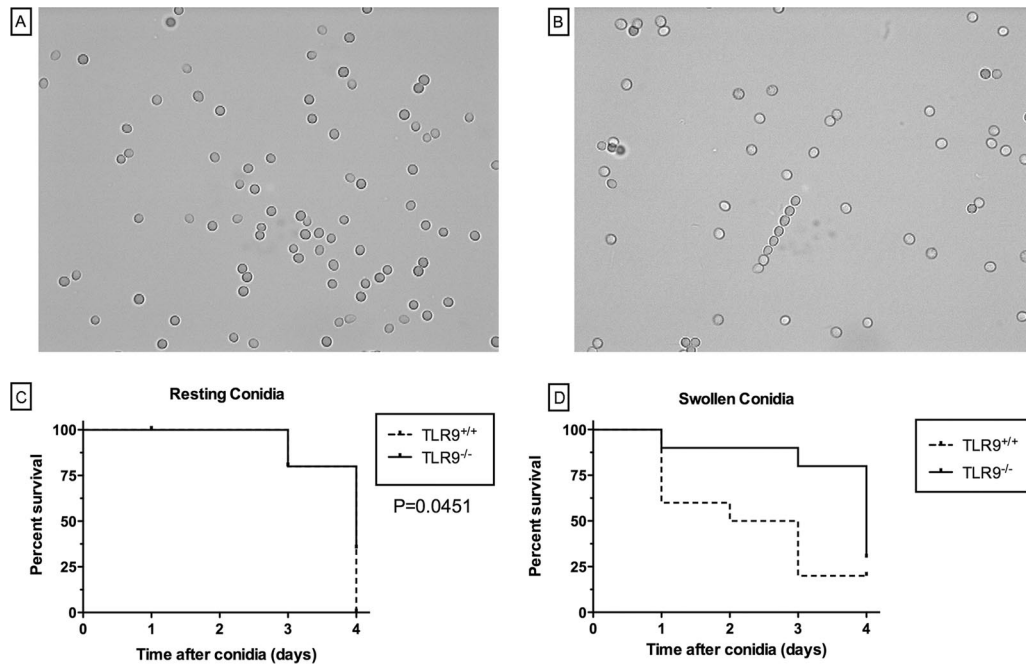 A
B
C
Resting Conidia
Percent survival
100
75
50
25
0
0 1 2 3 4
Time after conidia (days)
TLR9+/+
TLR9-/-
P=0.0451
D
Swollen Conidia
Percent survival
100
75
50
25
0
0 1 2 3 4
Time after conidia (days)
TLR9+/+
TLR9-/-